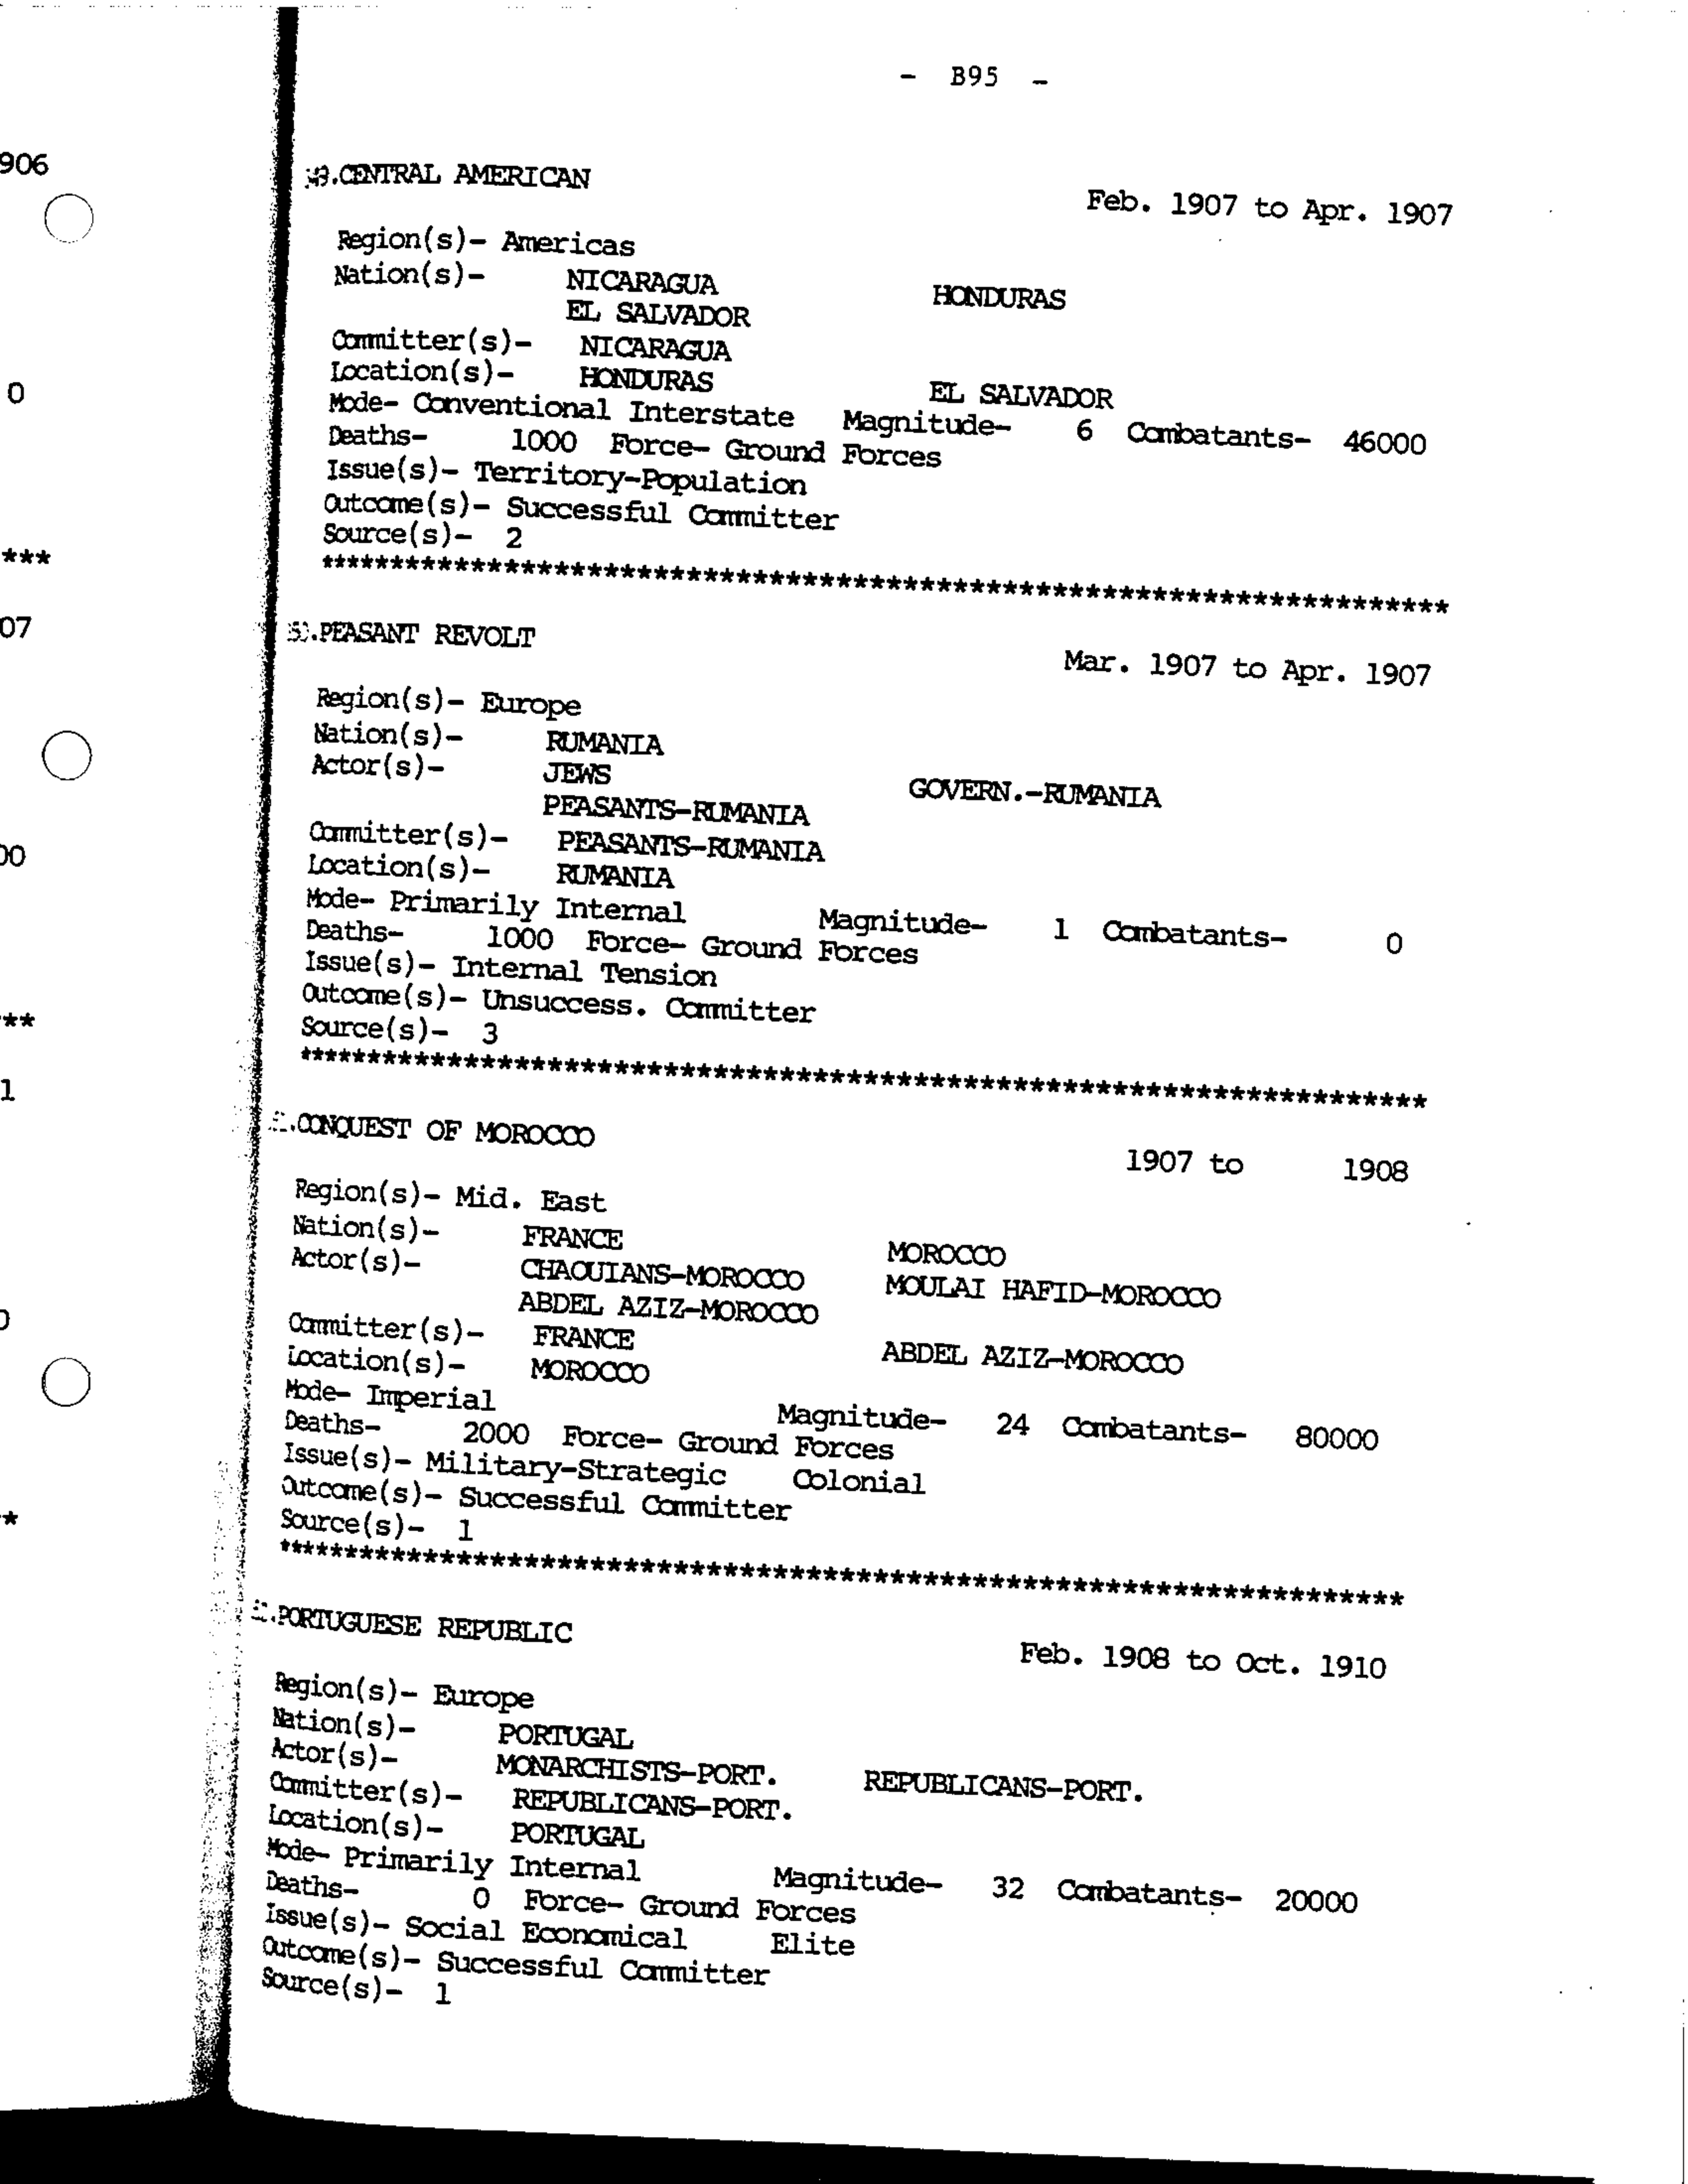 - B95 -
906
CENTRAL AMERICAN Feb. 1907 to Apr. 1907
Region(s)- Americas
Nation(s)- NICARAGUA HONDURAS
EL SALVADOR
Committer(s)- NICARAGUA
Location(s)- HONDURAS EL SALVADOR
0
Mode- Conventional Interstate Magnitude- 6 Combatants- 46000
Deaths- 1000 Force- Ground Forces
Issue(s)- Territory-Population
Outcome(s)- Successful Committer
Source(s)- 2
***
************************************************************************
07
PEASANT REVOLT Mar. 1907 to Apr. 1907
Region(s)- Europe
Nation(s)- RUMANIA
Actor(s)- JEWS GOVERN.-RUMANIA
PEASANTS-RUMANIA
Committer(s)- PEASANTS-RUMANIA
Location(s)- RUMANIA
00
Mode- Primarily Internal Magnitude- 1 Combatants- 0
Deaths- 1000 Force- Ground Forces
Issue(s)- Internal Tension
Outcome(s)- Unsuccess. Committer
Source(s)- 3
**
************************************************************************
1
.CONQUEST OF MOROCCO 1907 to 1908
Region(s)- Mid. East
Nation(s)- FRANCE MOROCCO
Actor(s)- CHAOUIANS-MOROCCO MOULAI HAFID-MOROCCO
ABDEL AZIZ-MOROCCO
Committer(s)- FRANCE ABDEL AZIZ-MOROCCO
Location(s)- MOROCCO
Mode- Imperial Magnitude- 24 Combatants- 80000
Deaths- 2000 Force- Ground Forces
Issue(s)- Military-Strategic Colonial
Outcome(s)- Successful Committer
Source(s)- 1
*
************************************************************************
.PORTUGUESE REPUBLIC Feb. 1908 to Oct. 1910
Region(s)- Europe
Nation(s)- PORTUGAL
Actor(s)- MONARCHISTS-PORT. REPUBLICANS-PORT.
Committer(s)- REPUBLICANS-PORT.
Location(s)- PORTUGAL
Mode- Primarily Internal Magnitude- 32 Combatants- 20000
Deaths- 0 Force- Ground Forces
Issue(s)- Social Economical Elite
Outcome(s)- Successful Committer
Source(s)- 1